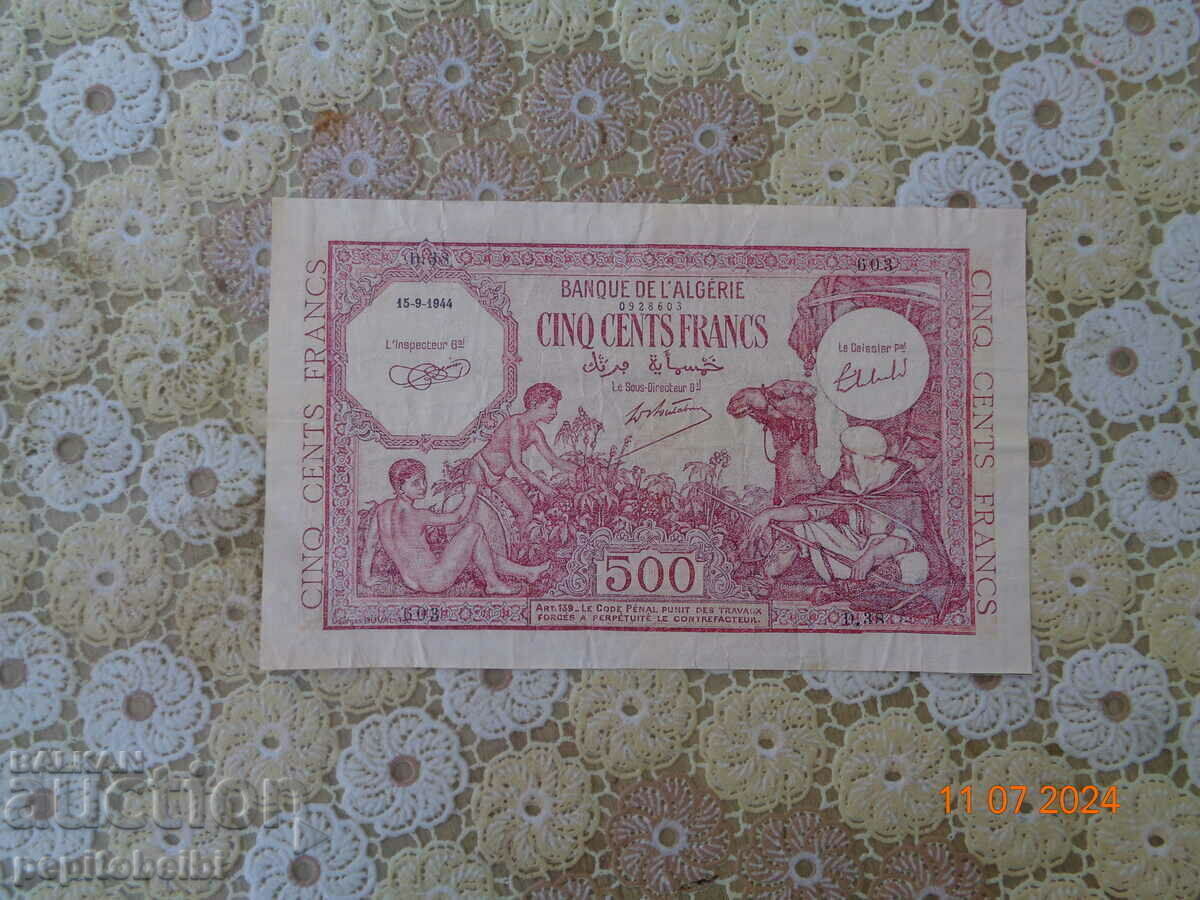 D.38
603
BANQUE DE L'ALGÉRIE
0928603
15-9-1944
CINQ CENTS FRANCS
خمسماية فرنك
L'Inspecteur Gal
Le Caissier Pal
Le Sous-Directeur Gal
CINQ CENTS FRANCS
CINQ CENTS FRANCS
500
603
D.38
ART. 139_ LE CODE PÉNAL PUNIT DES TRAVAUX
FORCÉS A PERPÉTUITÉ LE CONTREFACTEUR.
11 07 2024
BALKAN
auction
pepitobeibi